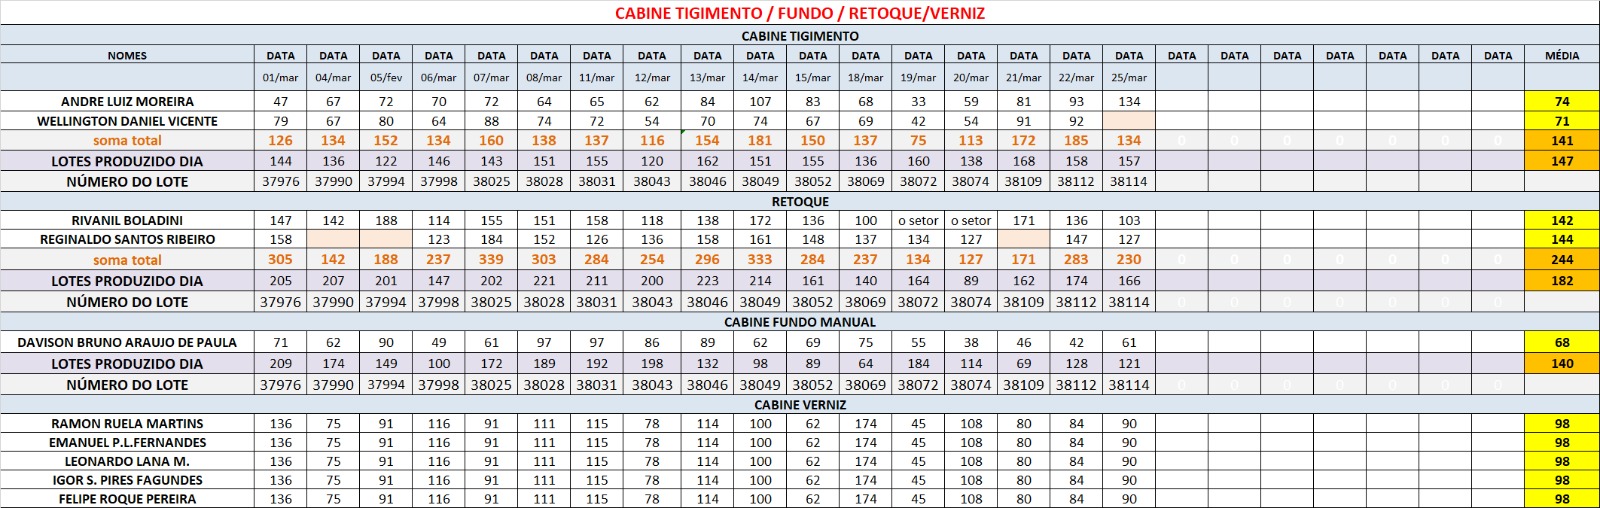 CABINE TIGIMENTO / FUNDO / RETOQUE/VERNIZ
CABINE TIGIMENTO
NOMES DATA DATA DATA DATA DATA DATA DATA DATA DATA DATA DATA DATA DATA DATA DATA DATA DATA DATA DATA DATA DATA DATA DATA DATA MÉDIA
01/mar 04/mar 05/fev 06/mar 07/mar 08/mar 11/mar 12/mar 13/mar 14/mar 15/mar 18/mar 19/mar 20/mar 21/mar 22/mar 25/mar
ANDRE LUIZ MOREIRA 47 67 72 70 72 64 65 62 84 107 83 68 33 59 81 93 134 74
WELLINGTON DANIEL VICENTE 79 67 80 64 88 74 72 54 70 74 67 69 42 54 91 92 71
soma total 126 134 152 134 160 138 137 116 154 181 150 137 75 113 172 185 134 0 0 0 0 0 0 0 141
LOTES PRODUZIDO DIA 144 136 122 146 143 151 155 120 162 151 155 136 160 138 168 158 157 147
NÚMERO DO LOTE 37976 37990 37994 37998 38025 38028 38031 38043 38046 38049 38052 38069 38072 38074 38109 38112 38114 0 0 0 0 0 0 0
RETOQUE
RIVANIL BOLADINI 147 142 188 114 155 151 158 118 138 172 136 100 o setor o setor 171 136 103 142
REGINALDO SANTOS RIBEIRO 158 123 184 152 126 136 158 161 148 137 134 127 147 127 144
soma total 305 142 188 237 339 303 284 254 296 333 284 237 134 127 171 283 230 0 0 0 0 0 0 0 244
LOTES PRODUZIDO DIA 205 207 201 147 202 221 211 200 223 214 161 140 164 89 162 174 166 182
NÚMERO DO LOTE 37976 37990 37994 37998 38025 38028 38031 38043 38046 38049 38052 38069 38072 38074 38109 38112 38114 0 0 0 0 0 0 0
CABINE FUNDO MANUAL
DAVISON BRUNO ARAUJO DE PAULA 71 62 90 49 61 97 97 86 89 62 69 75 55 38 46 42 61 68
LOTES PRODUZIDO DIA 209 174 149 100 172 189 192 198 132 98 89 64 184 114 69 128 121 140
NÚMERO DO LOTE 37976 37990 37994 37998 38025 38028 38031 38043 38046 38049 38052 38069 38072 38074 38109 38112 38114 0 0 0 0 0 0 0
CABINE VERNIZ
RAMON RUELA MARTINS 136 75 91 116 91 111 115 78 114 100 62 174 45 108 80 84 90 98
EMANUEL P.L.FERNANDES 136 75 91 116 91 111 115 78 114 100 62 174 45 108 80 84 90 98
LEONARDO LANA M. 136 75 91 116 91 111 115 78 114 100 62 174 45 108 80 84 90 98
IGOR S. PIRES FAGUNDES 136 75 91 116 91 111 115 78 114 100 62 174 45 108 80 84 90 98
FELIPE ROQUE PEREIRA 136 75 91 116 91 111 115 78 114 100 62 174 45 108 80 84 90 98